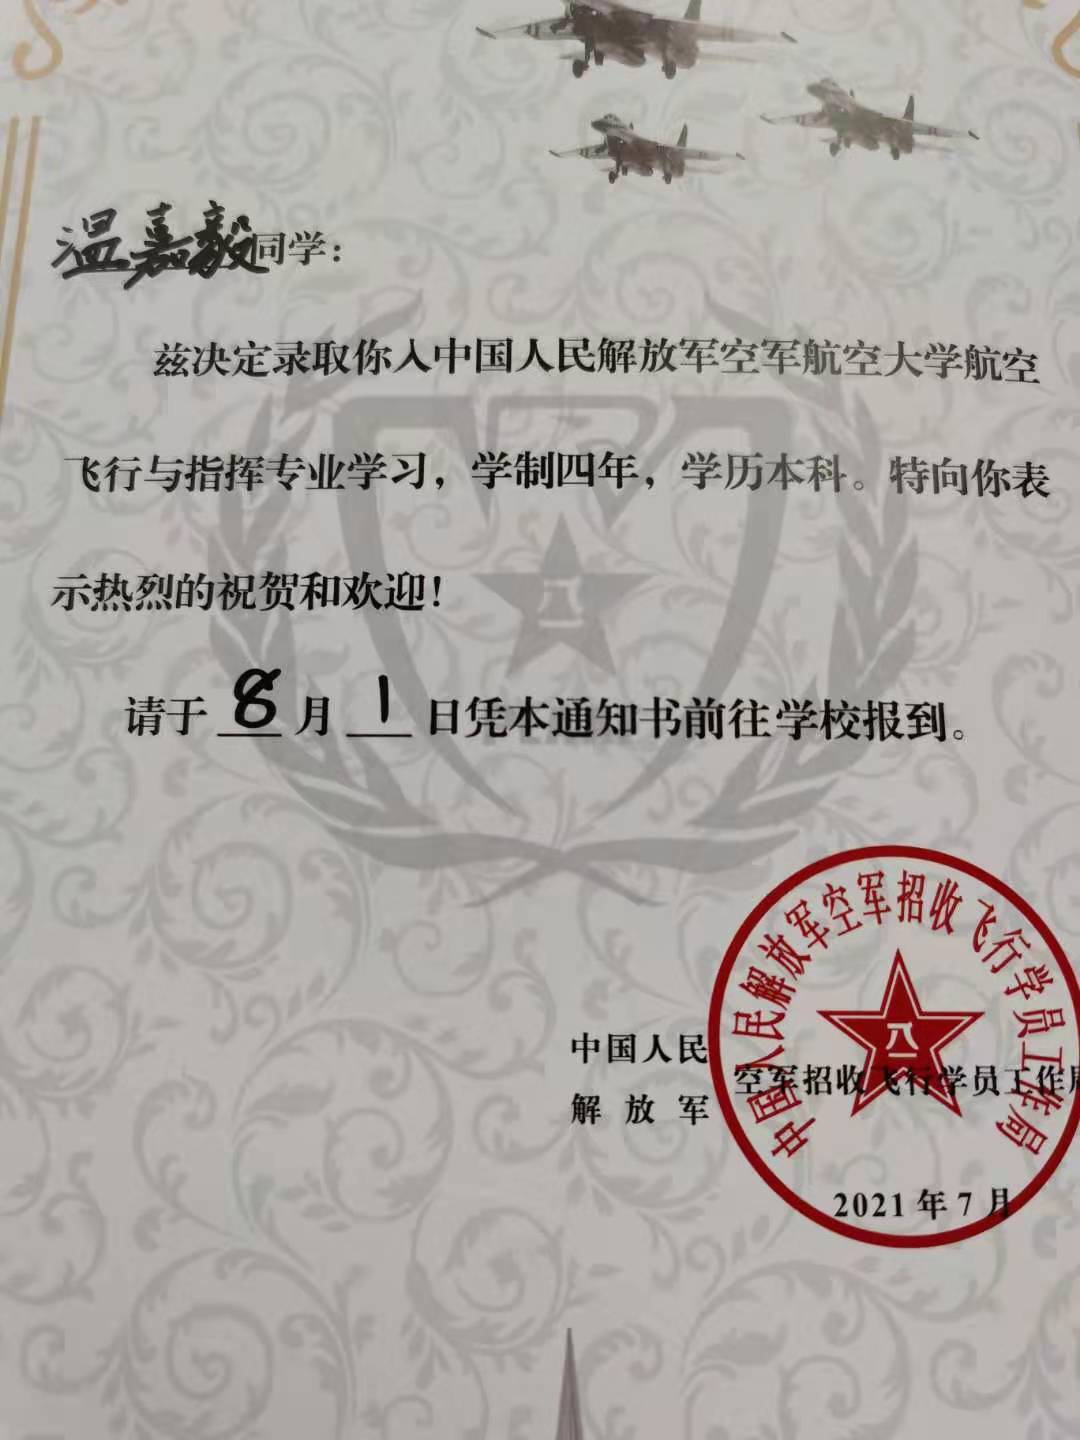 温嘉毅同学：
兹决定录取你入中国人民解放军空军航空大学航空
飞行与指挥专业学习，学制四年，学历本科。特向你表
示热烈的祝贺和欢迎！
请于 8 月 1 日凭本通知书前往学校报到。
中国人民解放军空军招收飞行学员工作局
八一
中国人民
解放军
空军招收飞行学员工作局
2021年7月
八一